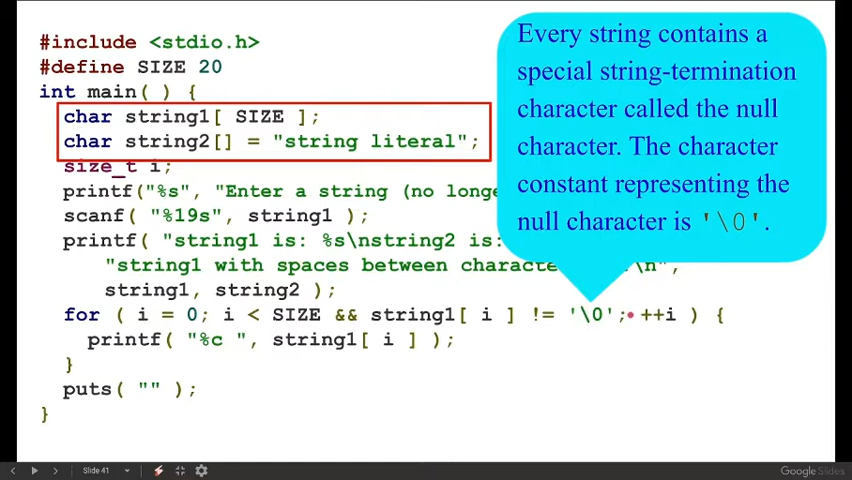 #include <stdio.h>
#define SIZE 20
int main( ) {
char string1[ SIZE ];
char string2[] = "string literal";
size_t i;
printf("%s", "Enter a string (no longe
scanf( "%19s", string1 );
printf( "string1 is: %s\nstring2 is:
"string1 with spaces between characte \n",
string1, string2 );
for ( i = 0; i < SIZE && string1[ i ] != '\0'; ++i ) {
printf( "%c ", string1[ i ] );
}
puts( "" );
}
Every string contains a
special string-termination
character called the null
character. The character
constant representing the
null character is '\0'.
Slide 41
Google Slides